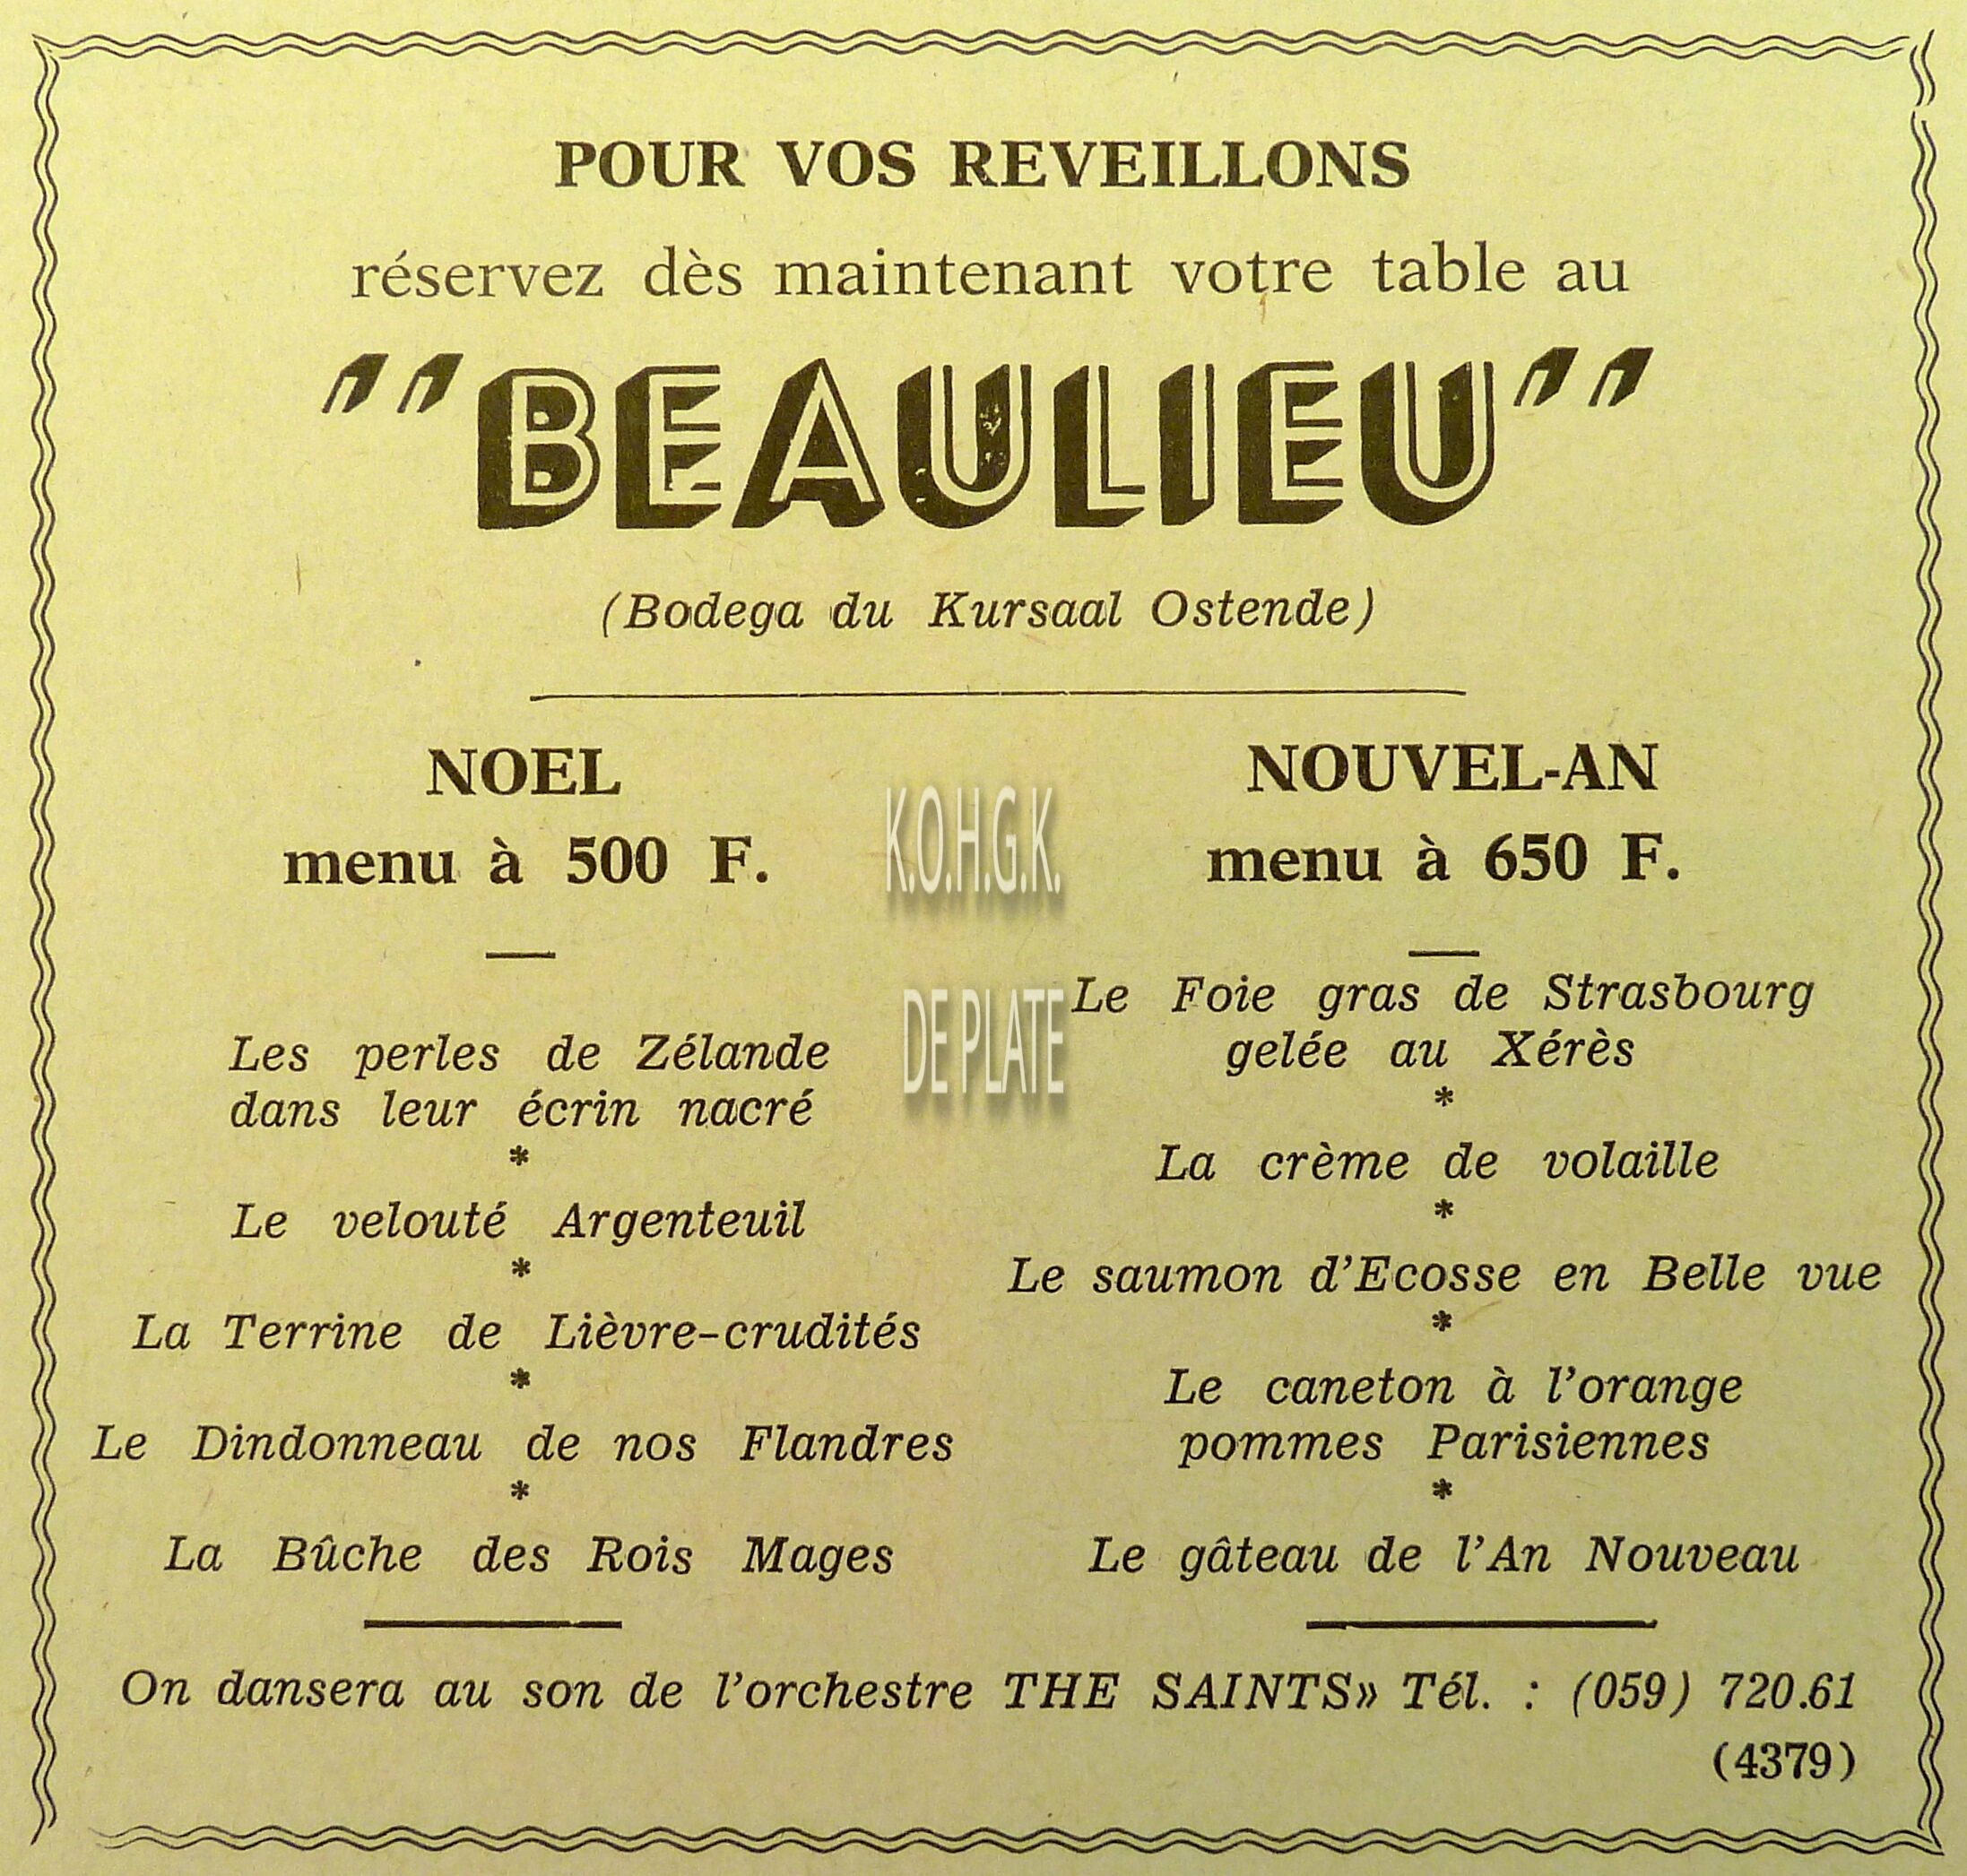 POUR VOS REVEILLONS
réservez dès maintenant votre table au
"BEAULIEU"
(Bodega du Kursaal Ostende)
NOEL
menu à 500 F.
Les perles de Zélande
dans leur écrin nacré
*
Le velouté Argenteuil
*
La Terrine de Lièvre-crudités
*
Le Dindonneau de nos Flandres
*
La Bûche des Rois Mages
K.O.H.G.K.
DE PLATE
NOUVEL-AN
menu à 650 F.
Le Foie gras de Strasbourg
gelée au Xérès
*
La crème de volaille
*
Le saumon d'Ecosse en Belle vue
*
Le caneton à l'orange
pommes Parisiennes
*
Le gâteau de l'An Nouveau
On dansera au son de l'orchestre THE SAINTS» Tél. : (059) 720.61
(4379)